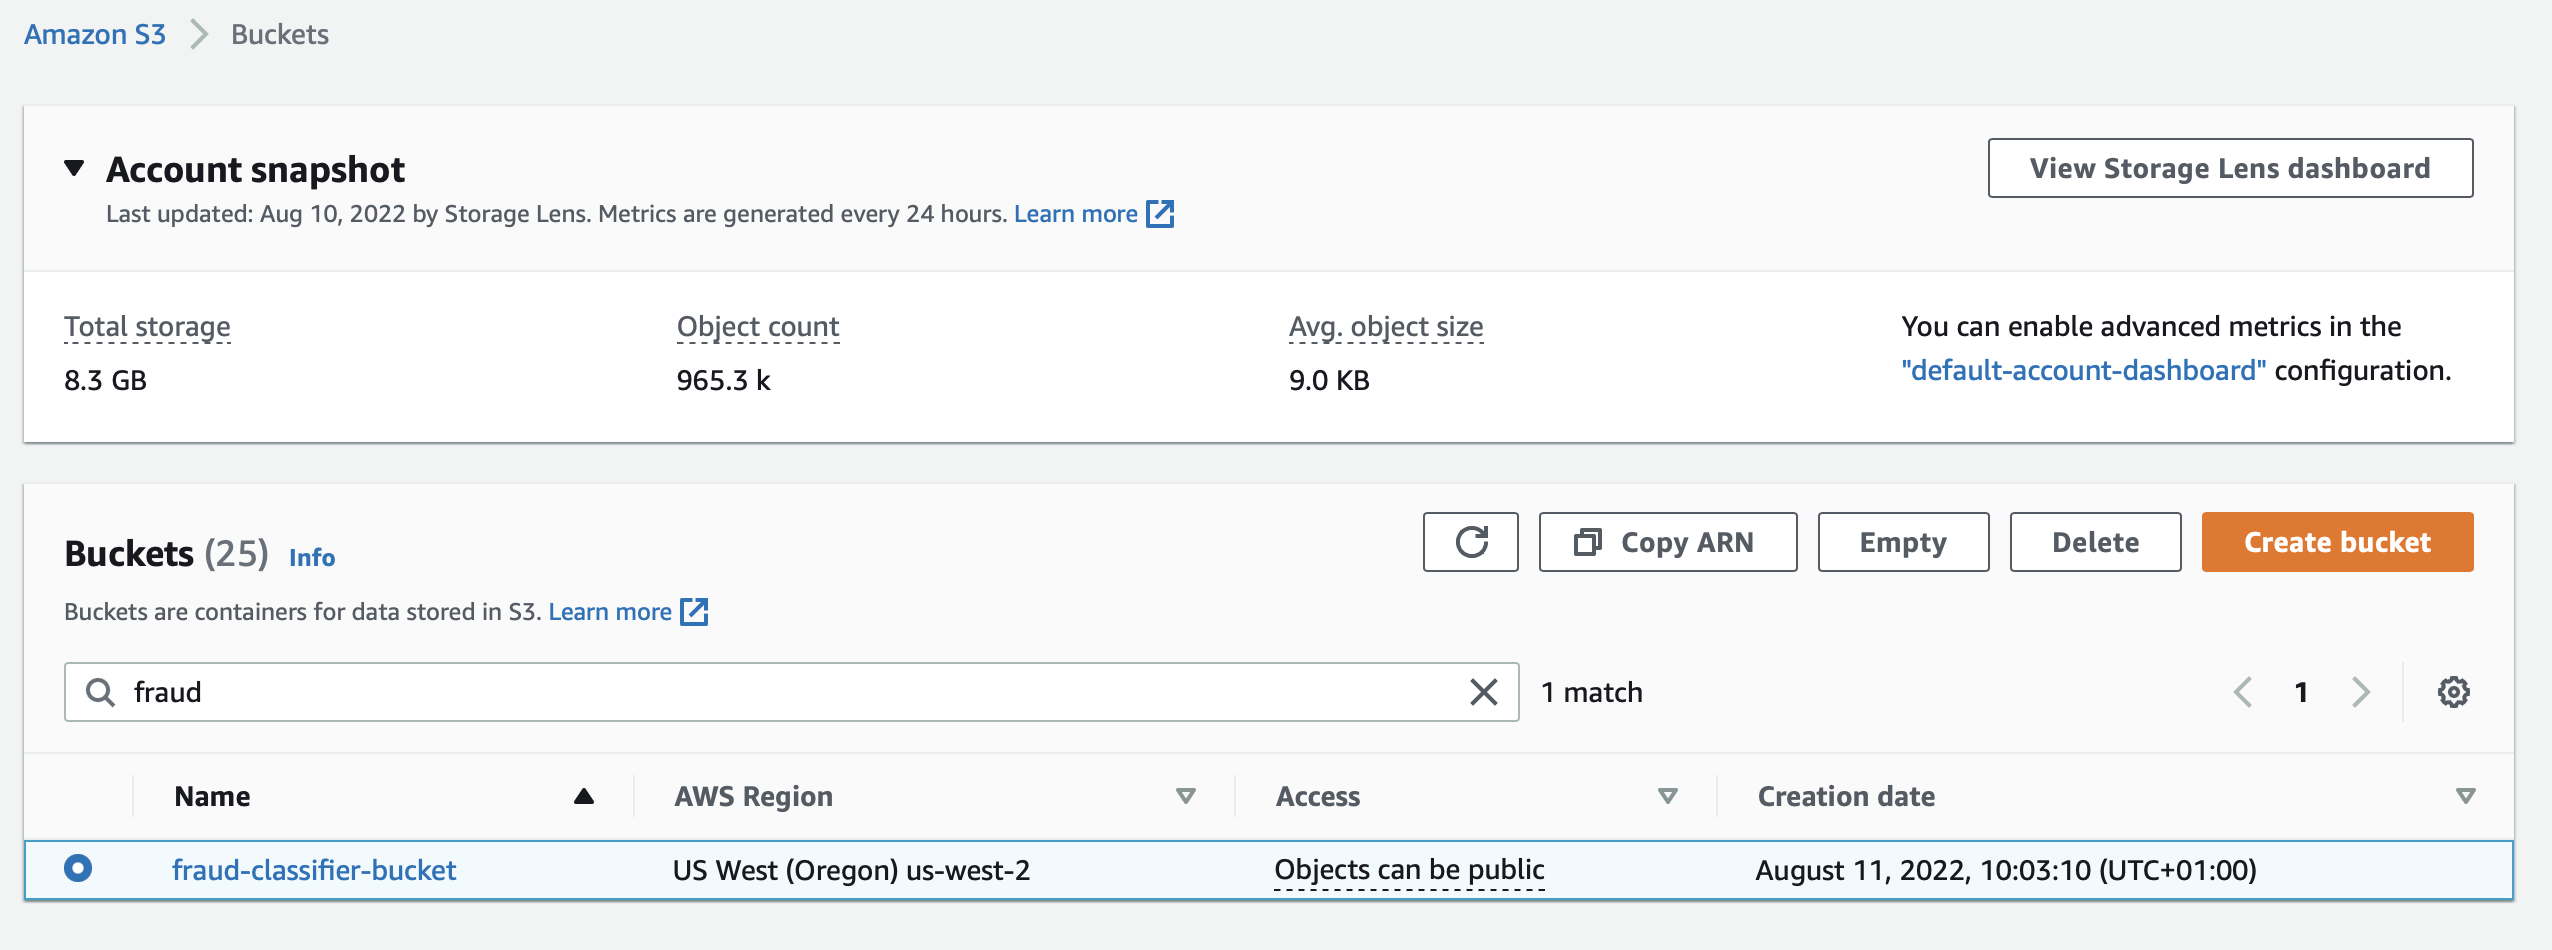 Amazon S3 > Buckets
Account snapshot
View Storage Lens dashboard
Last updated: Aug 10, 2022 by Storage Lens. Metrics are generated every 24 hours. Learn more
Total storage
8.3 GB
Object count
965.3 k
Avg. object size
9.0 KB
You can enable advanced metrics in the
"default-account-dashboard" configuration.
Buckets (25) Info
Copy ARN
Empty
Delete
Create bucket
Buckets are containers for data stored in S3. Learn more
fraud
1 match
1
Name AWS Region Access Creation date
fraud-classifier-bucket US West (Oregon) us-west-2 Objects can be public August 11, 2022, 10:03:10 (UTC+01:00)